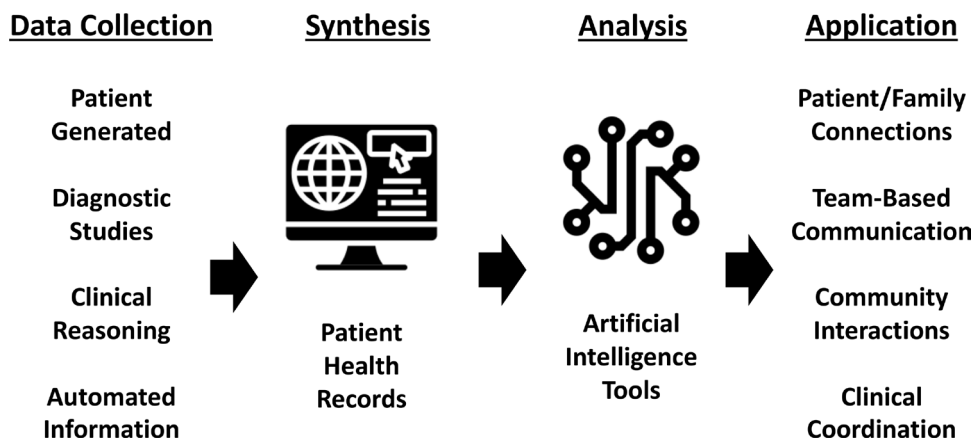 Data Collection
Patient
Generated
Diagnostic
Studies
Clinical
Reasoning
Automated
Information
Synthesis
Patient
Health
Records
Analysis
Artificial
Intelligence
Tools
Application
Patient/Family
Connections
Team-Based
Communication
Community
Interactions
Clinical
Coordination